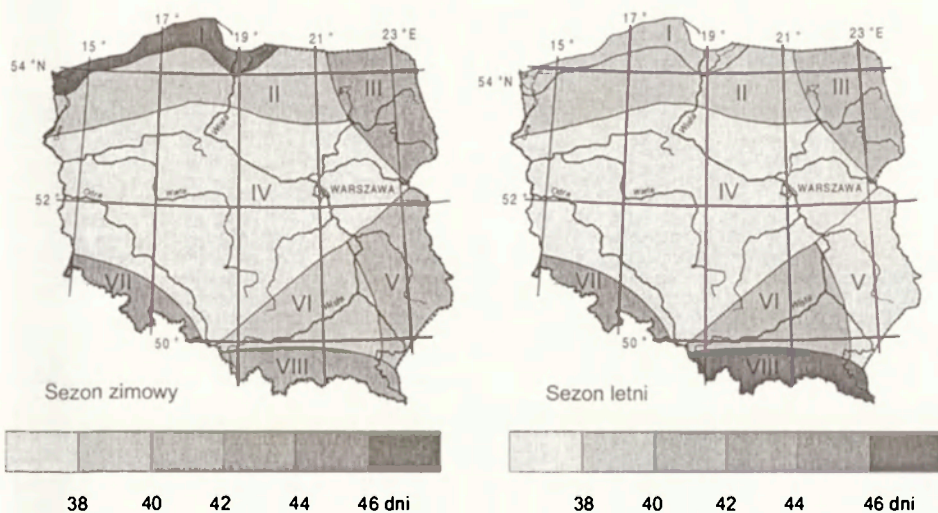 17 °
15 °
I
19 °
21 °
23 °E
54 °N
II
III
Wisła
WARSZAWA
52 °
Odra
Warta
IV
VII
VI
Wisła
V
50 °
VIII
Sezon zimowy
38 40 42 44 46 dni
17 °
15 °
I
19 °
21 °
23 °E
54 °N
II
III
Wisła
WARSZAWA
52 °
Odra
Warta
IV
VII
VI
Wisła
V
50 °
VIII
Sezon letni
38 40 42 44 46 dni